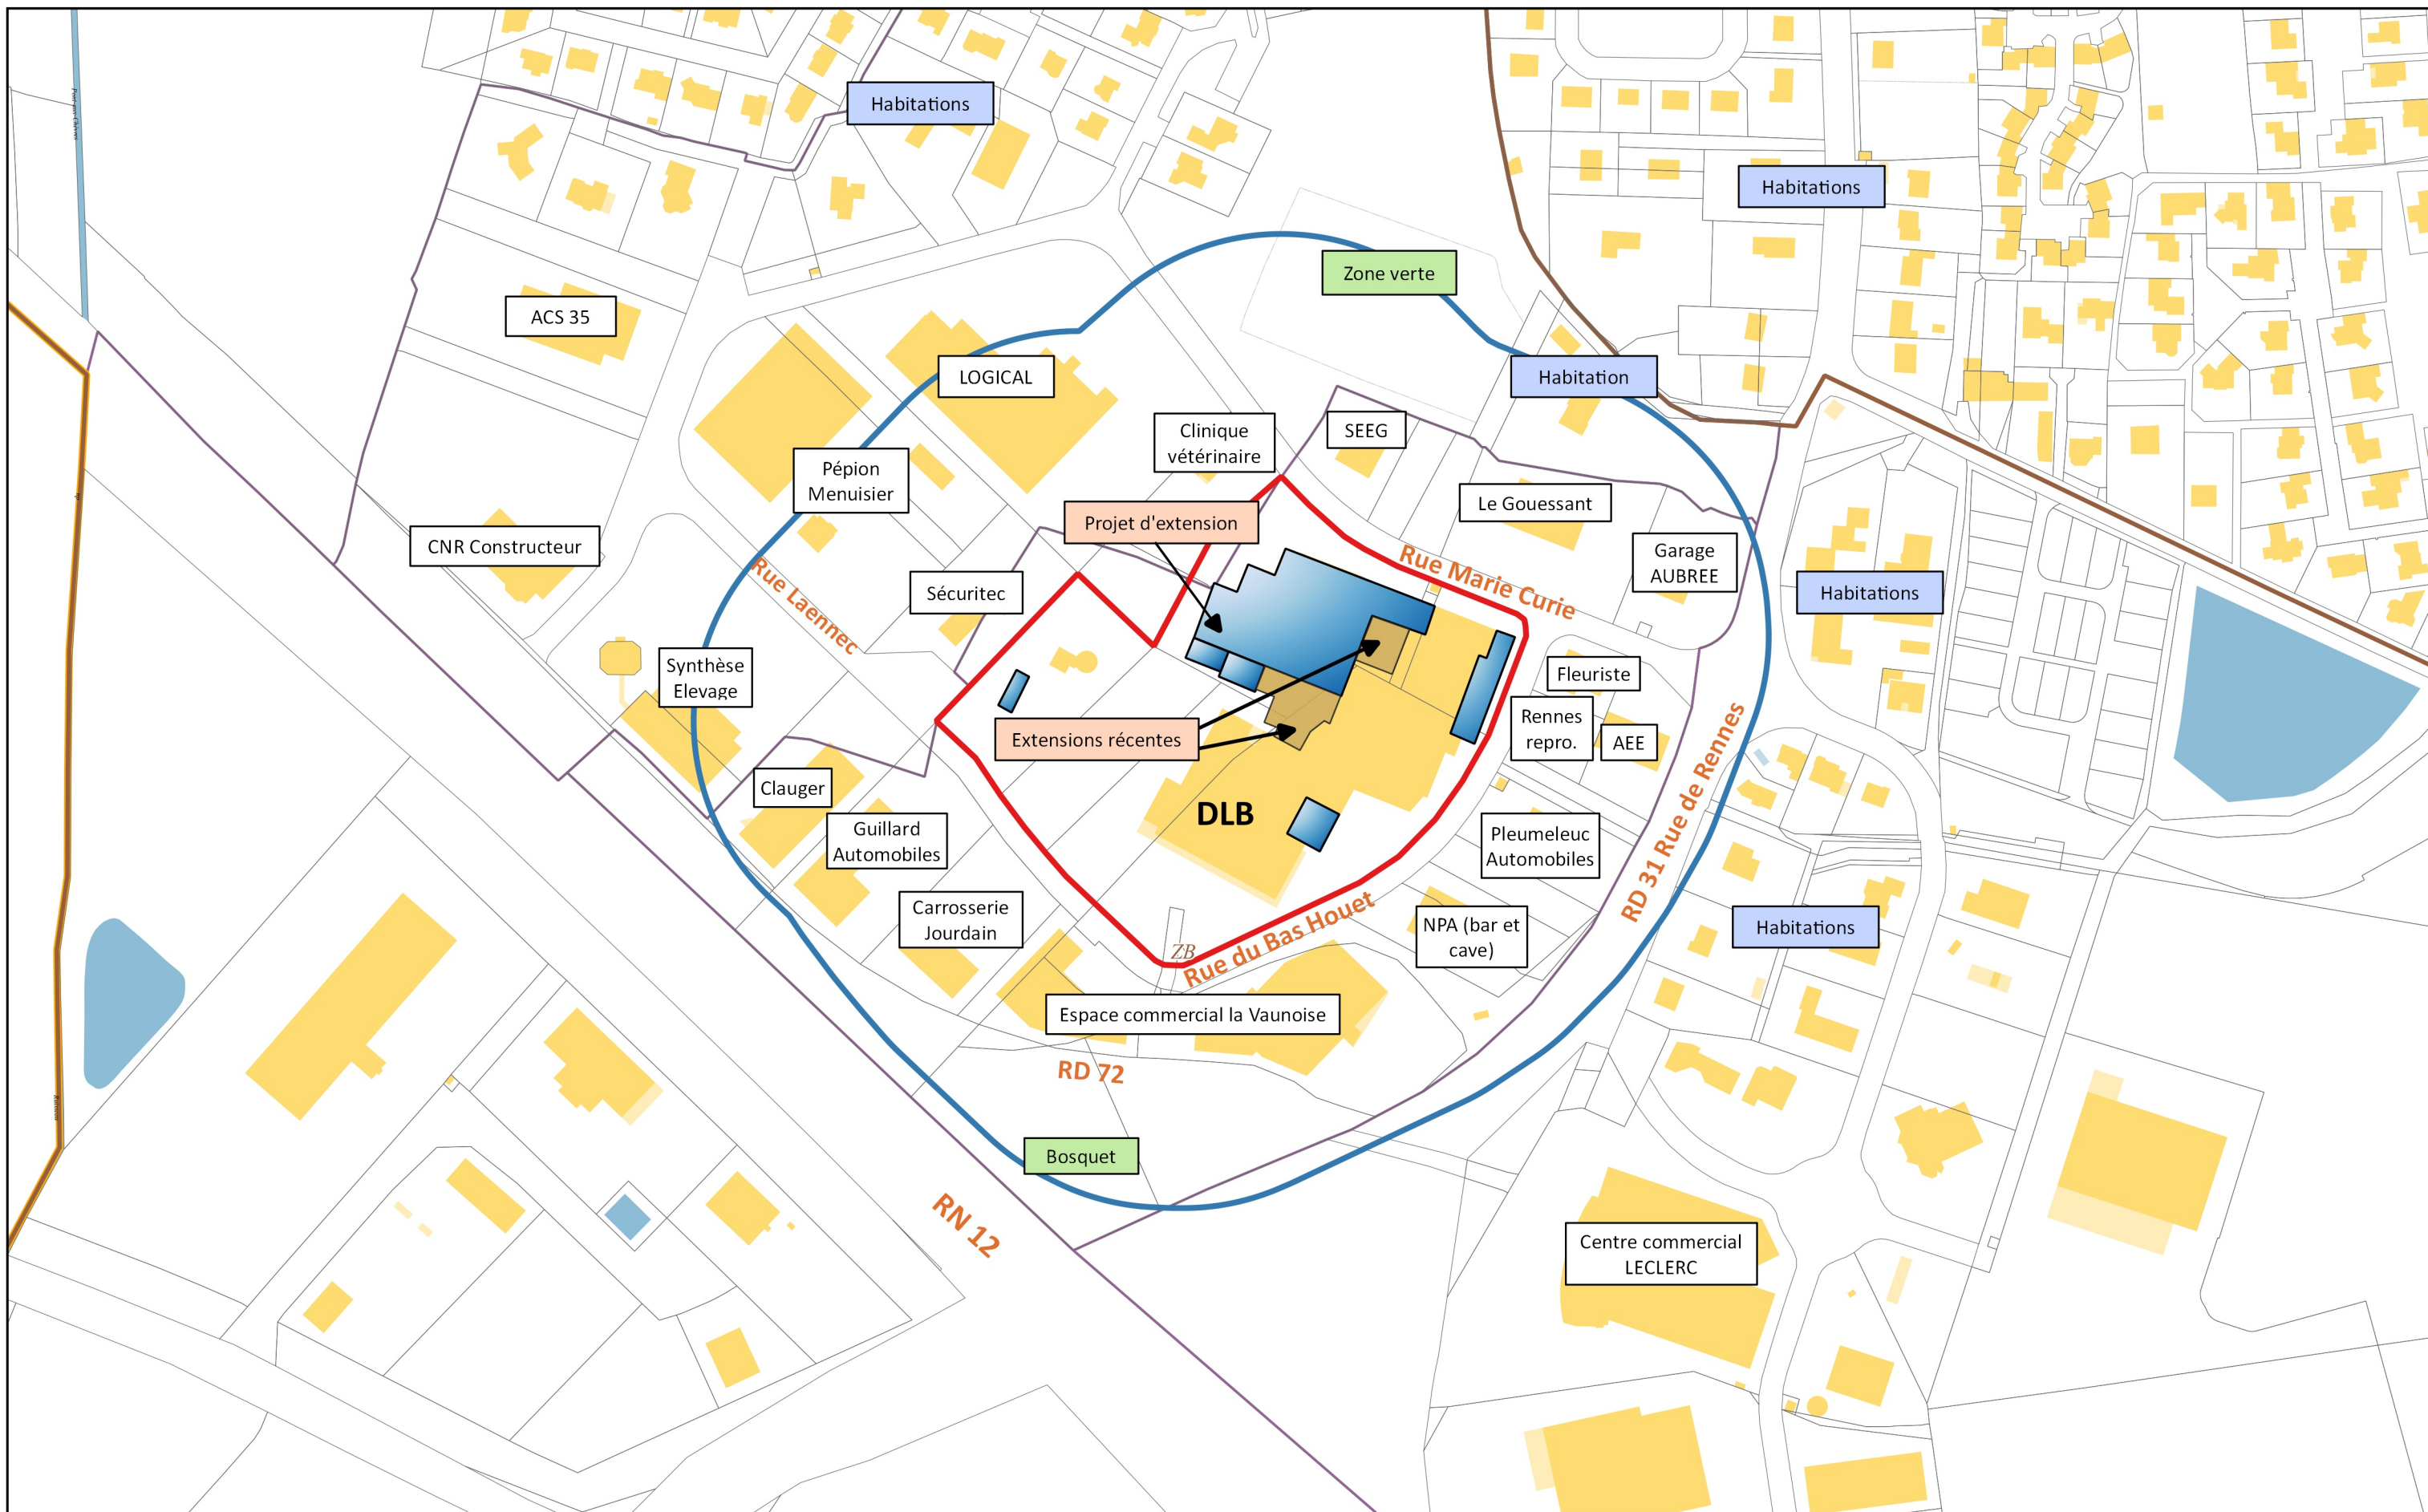 Habitations
Habitations
Zone verte
ACS 35
LOGICAL
Habitation
Clinique
vétérinaire
SEEG
Pépion
Menuisier
Le Gouessant
Projet d'extension
CNR Constructeur
Rue Marie Curie
Garage
AUBREE
Rue Laennec
Sécuritec
Habitations
Synthèse
Elevage
Fleuriste
Rennes
repro.
AEE
Extensions récentes
RD 31 Rue de Rennes
Clauger
DLB
Guillard
Automobiles
Pleumeleuc
Automobiles
Carrosserie
Jourdain
NPA (bar et
cave)
Habitations
ZB
Rue du Bas Houet
Espace commercial la Vaunoise
RD 72
Bosquet
RN 12
Centre commercial
LECLERC